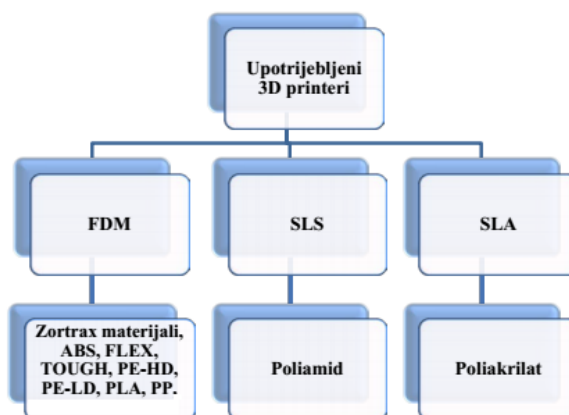 Upotrijebljeni
3D printeri
FDM
SLS
SLA
Zortrax materijali,
ABS, FLEX,
TOUGH, PE-HD,
PE-LD, PLA, PP.
Poliamid
Poliakrilat